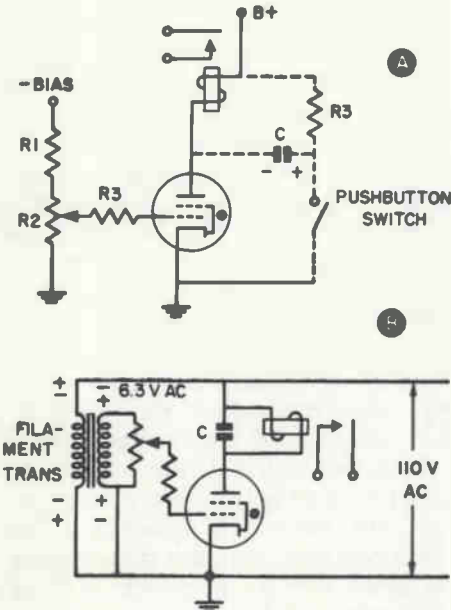 B+
A
-BIAS
R3
R1
C
- +
R3
R2
PUSHBUTTON
SWITCH
B
+
-
- +
6.3 V AC
+ -
FILA-
MENT
TRANS
C
110 V
AC
- +
+ -